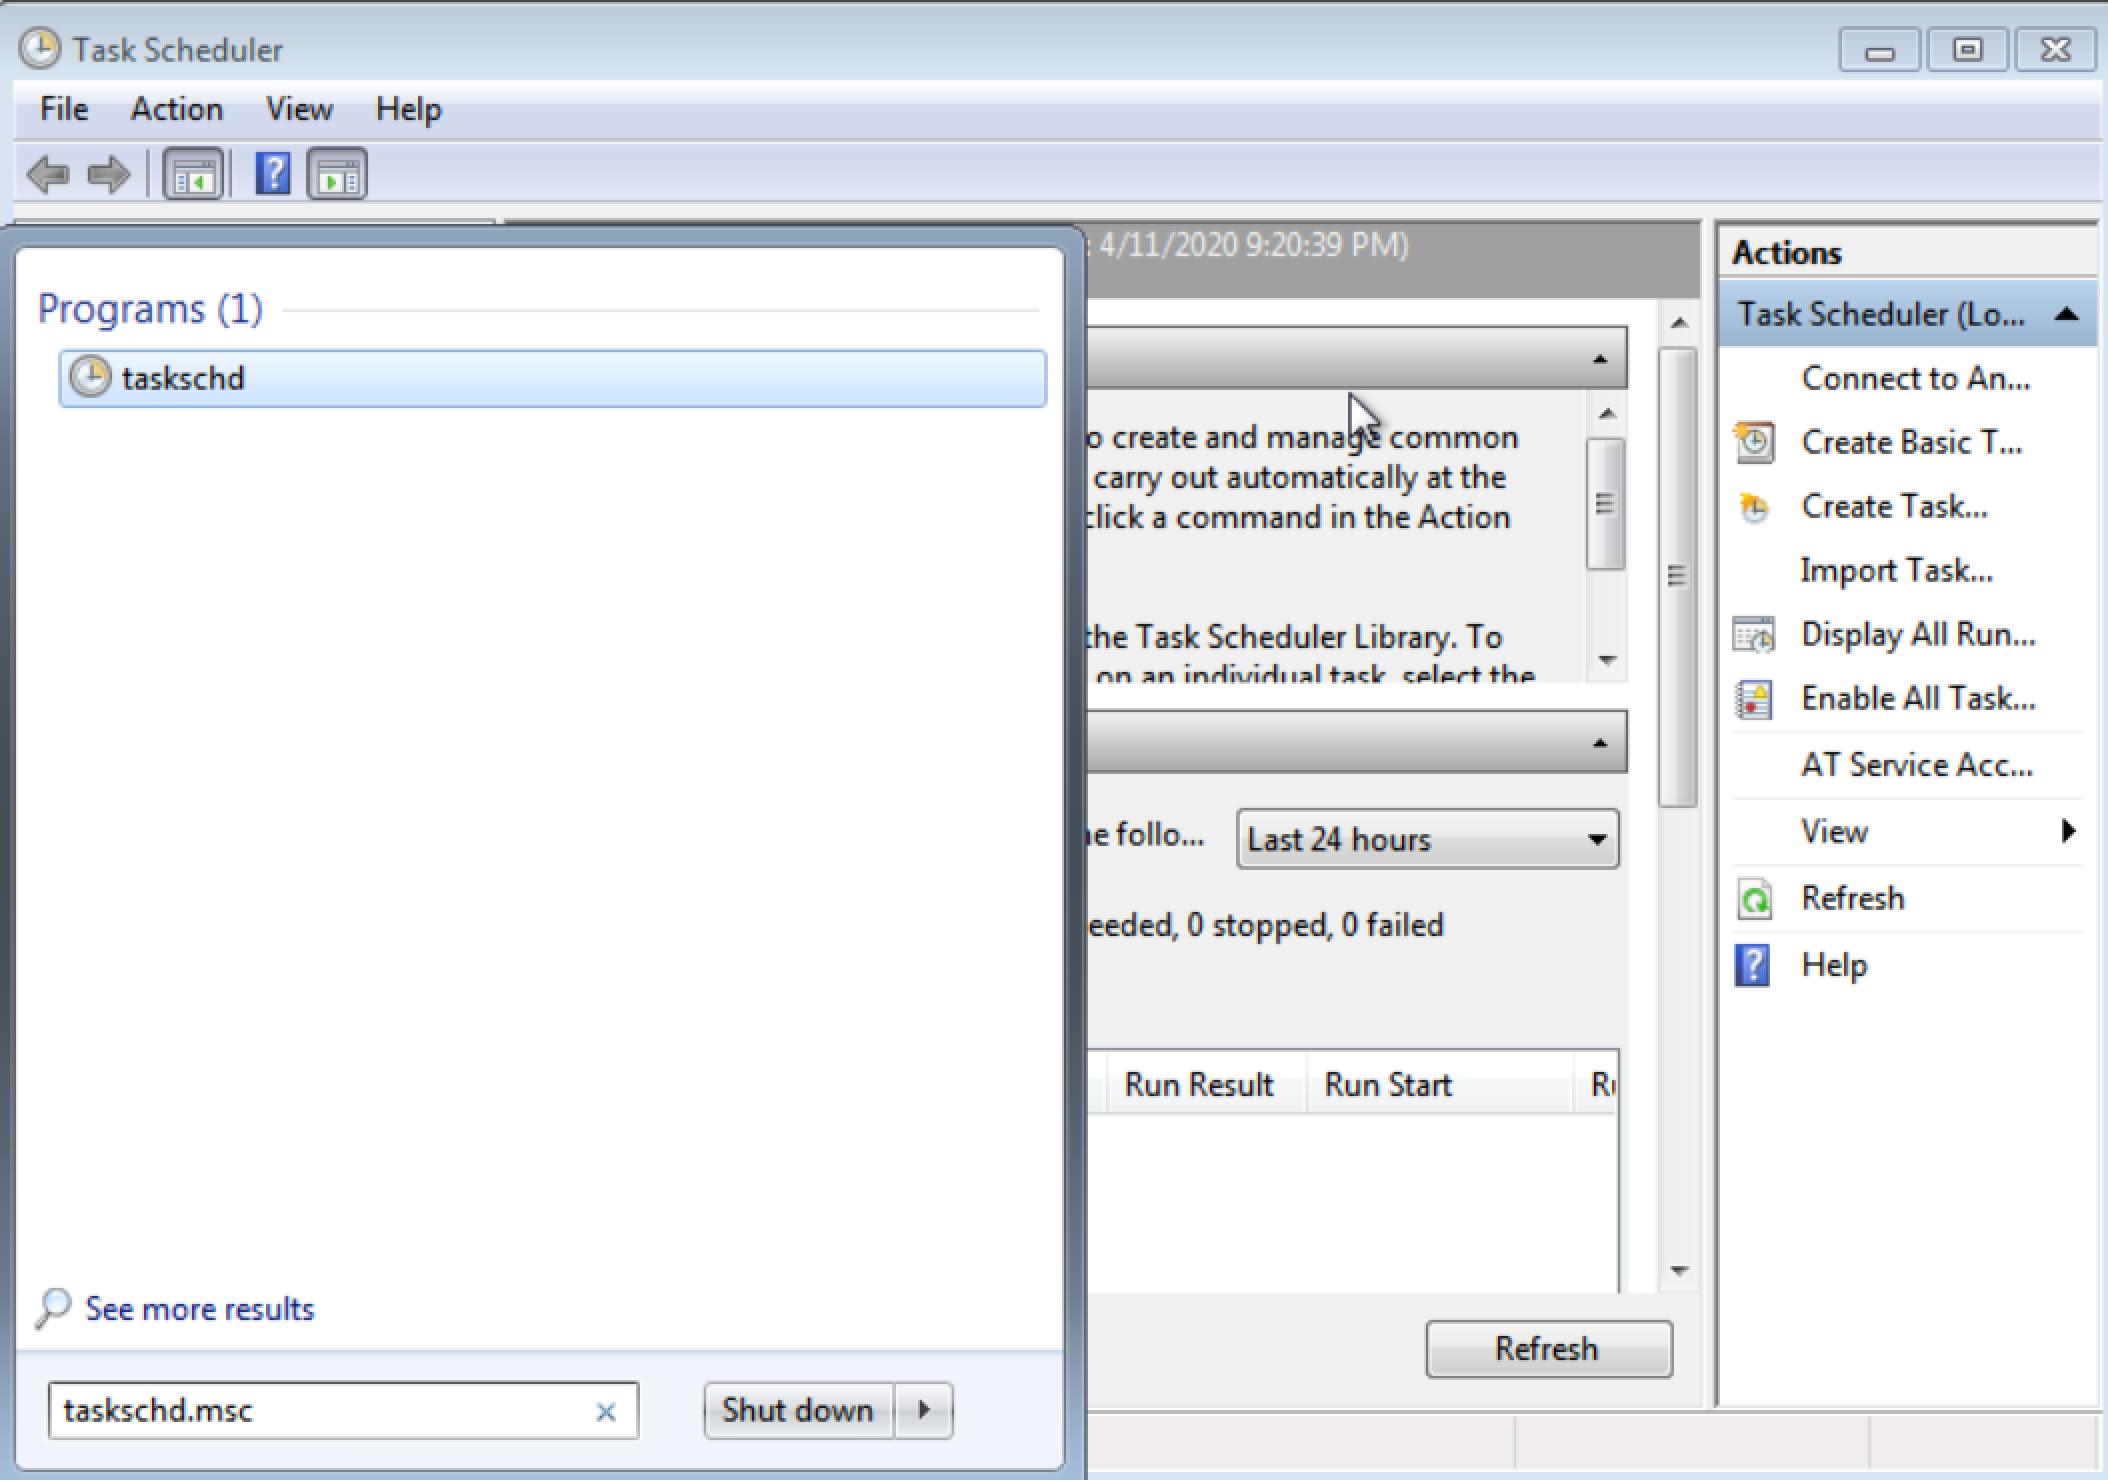 Task Scheduler
File Action View Help
: 4/11/2020 9:20:39 PM)
Programs (1)
taskschd
See more results
taskschd.msc
Shut down
o create and manage common
carry out automatically at the
click a command in the Action
the Task Scheduler Library. To
on an individual task, select the
e follo...
Last 24 hours
eeded, 0 stopped, 0 failed
Run Result Run Start
Refresh
Actions
Task Scheduler (Lo...
Connect to An...
Create Basic T...
Create Task...
Import Task...
Display All Run...
Enable All Task...
AT Service Acc...
View
Refresh
Help